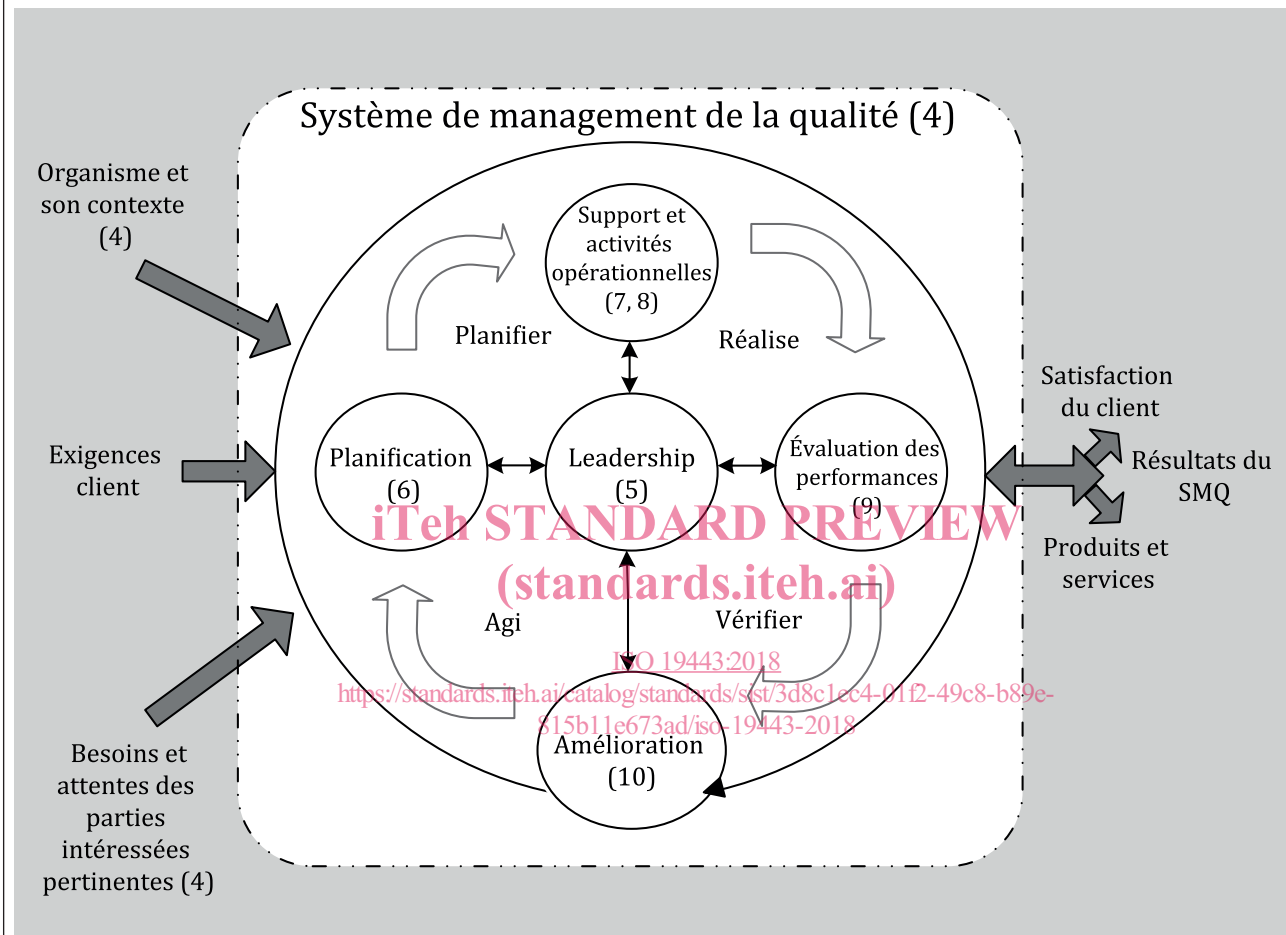 Système de management de la qualité (4)
Organisme et
son contexte
(4)
Support et
activités
opérationnelles
(7, 8)
Planifier
Réalise
Satisfaction
du client
Exigences
client
Planification
(6)
Leadership
(5)
Évaluation des
performances
(9)
Résultats du
SMQ
iTeh STANDARD PREVIEW
(standards.iteh.ai)
Produits et
services
Agi
Vérifier
ISO 19443:2018
https://standards.iteh.ai/catalog/standards/sist/3d8c1ec4-01f2-49c8-b89e-
815b11e673ad/iso-19443-2018
Amélioration
(10)
Besoins et
attentes des
parties
intéressées
pertinentes (4)